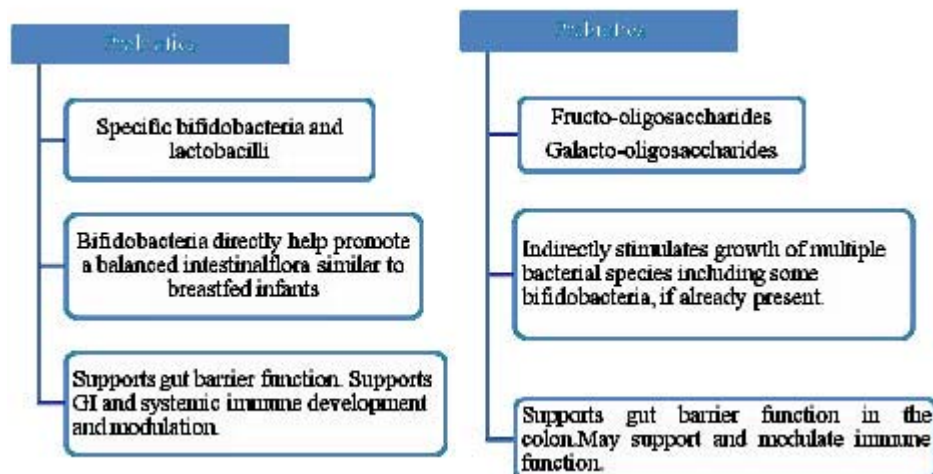 Specific bifidobacteria and
lactobacilli
Bifidobacteria directly help promote
a balanced intestinalflora similar to
breastfed infants
Supports gut barrier function. Supports
GI and systemic immune development
and modulation.
Fructo-oligosaccharides
Galacto-oligosaccharides
Indirectly stimulates growth of multiple
bacterial species including some
bifidobacteria, if already present.
Supports gut barrier function in the
colon.May support and modulate immune
function.